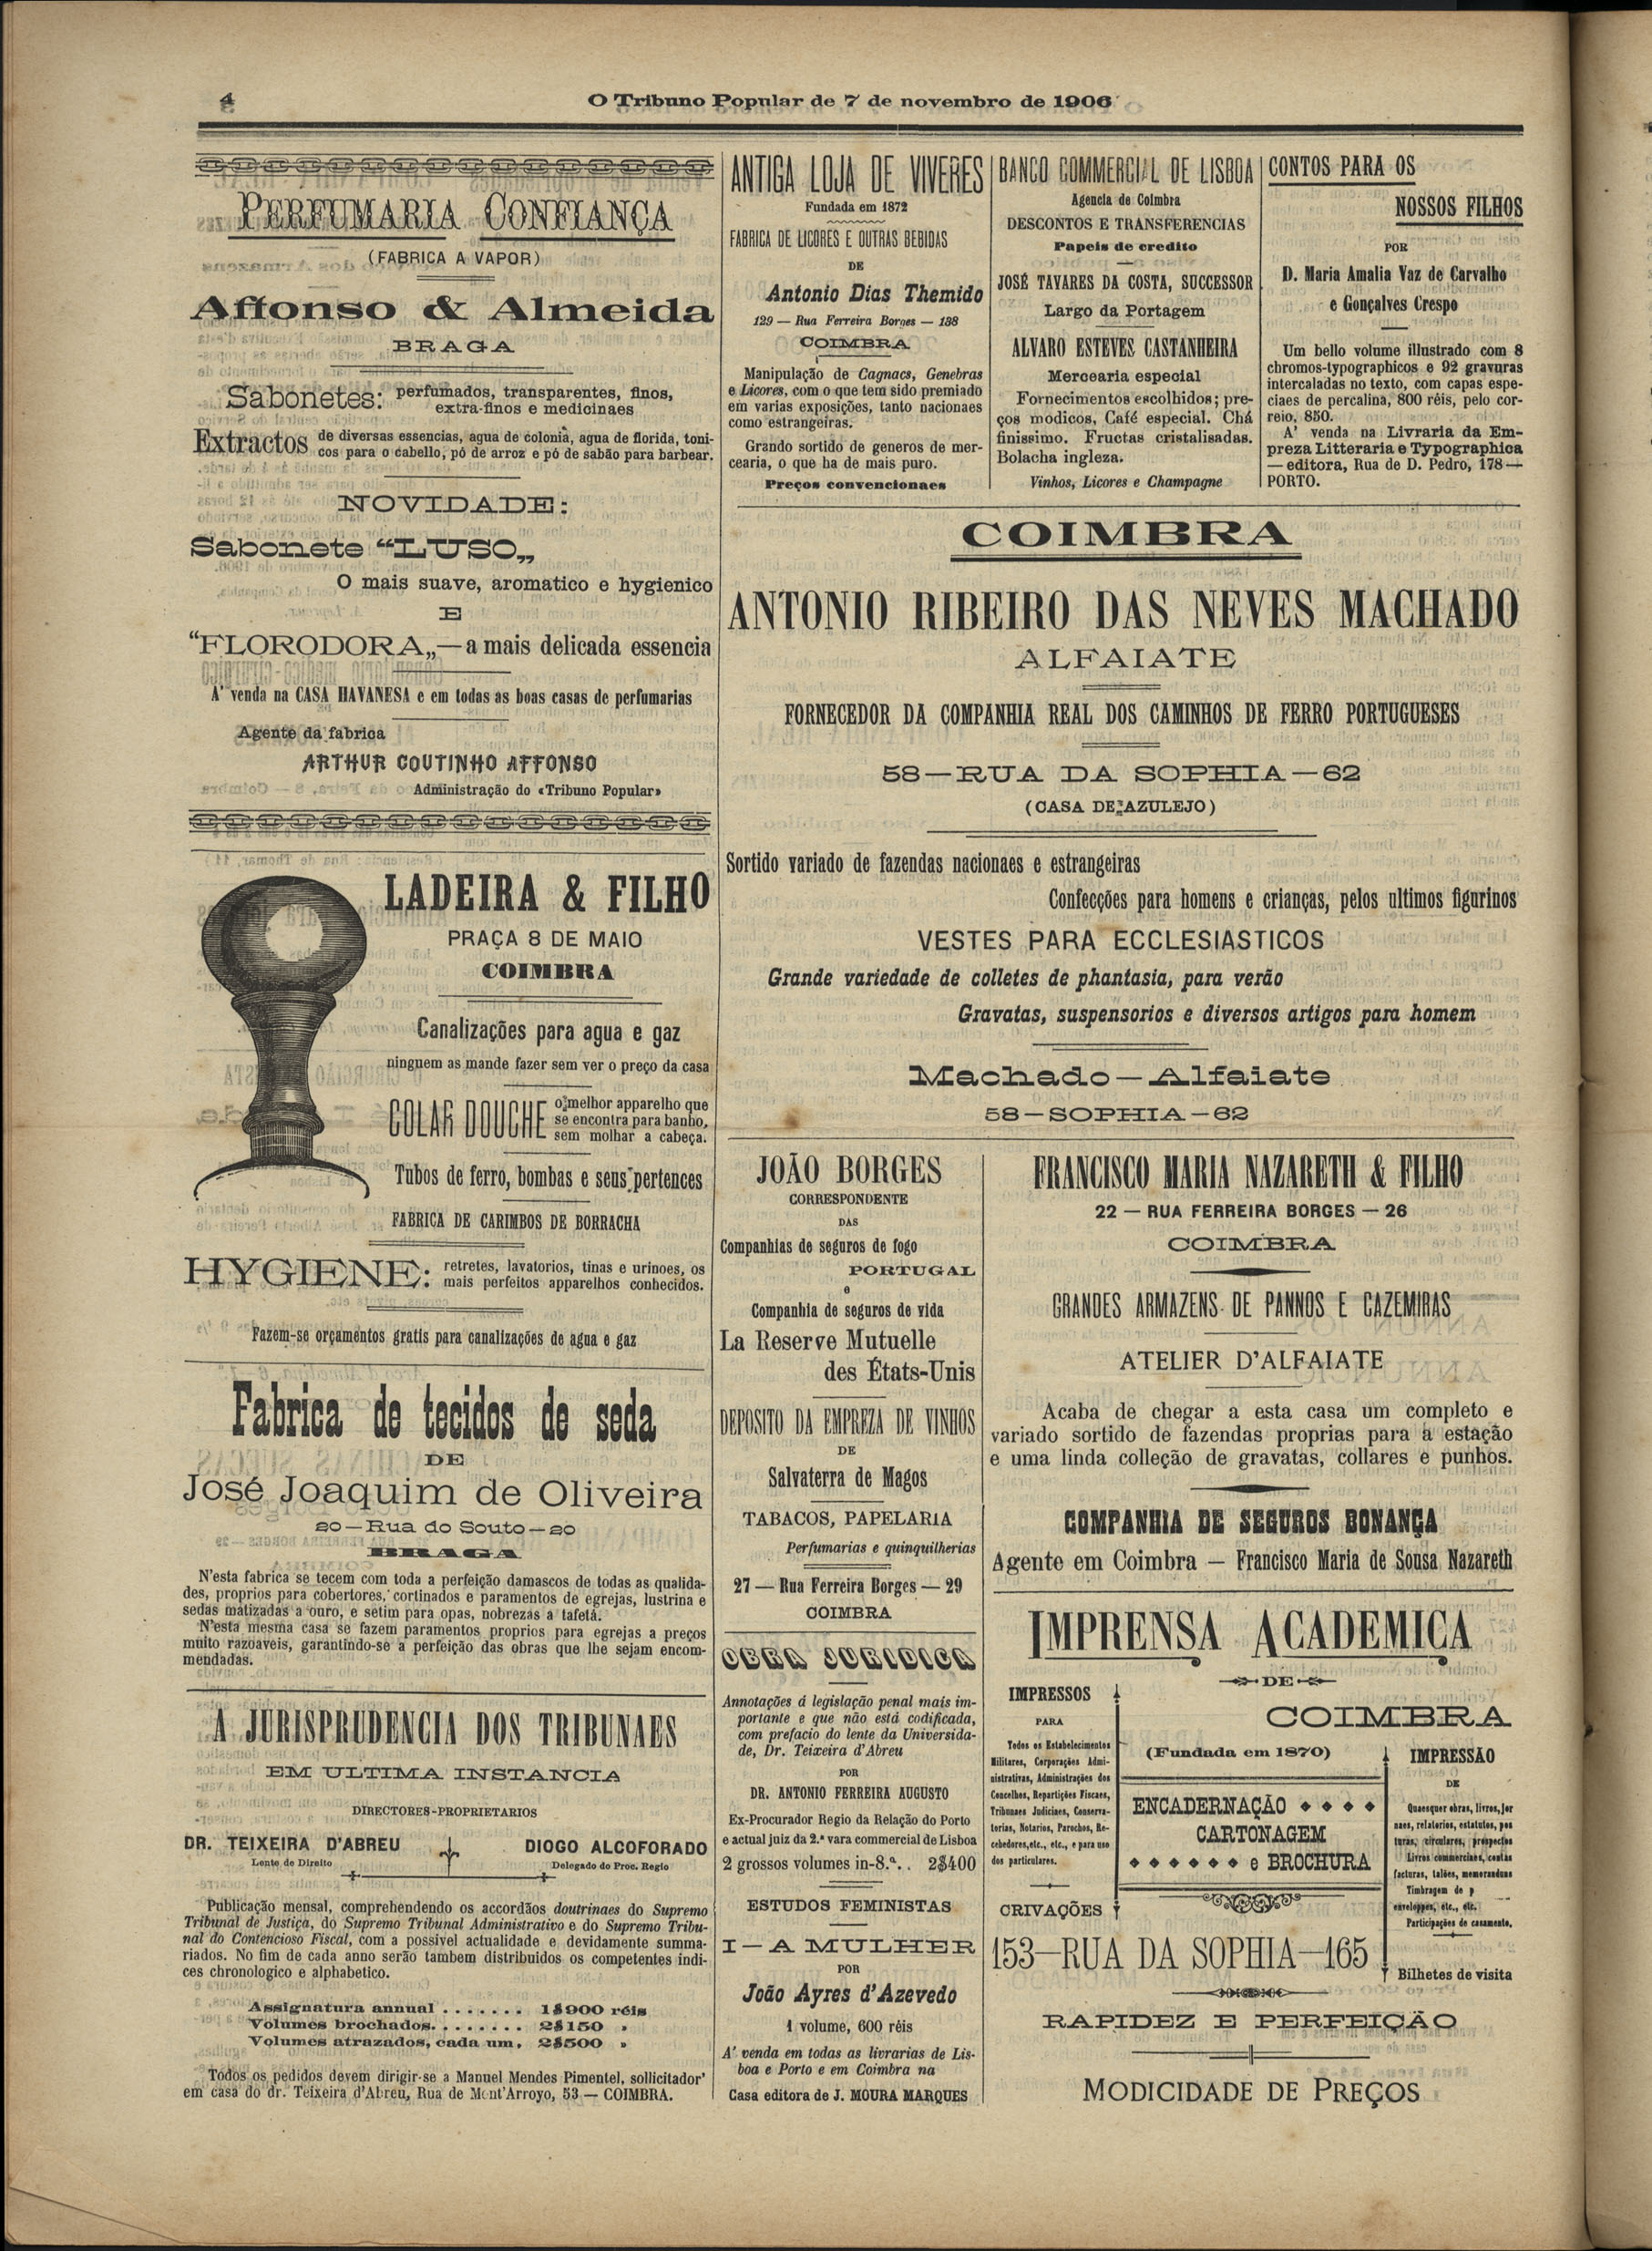 4
O Tribuno Popular de 7 de novembro de 1906
PERFUMARIA CONFIANÇA
(FABRICA A VAPOR)
Affonso & Almeida
BRAGA
Sabonetes: perfumados, transparentes, finos,
extra-finos e medicinaes
Extractos de diversas essencias, agua de colonia, agua de florida, toni-
cos para o cabello, pó de arroz e pó de sabão para barbear.
NOVIDADE:
Sabonete “LUSO„
O mais suave, aromatico e hygienico
E
“FLORODORA„—a mais delicada essencia
A' venda na CASA HAVANESA e em todas as boas casas de perfumarias
Agente da fabrica
ARTHUR COUTINHO AFFONSO
Administração do «Tribuno Popular»
LADEIRA & FILHO
PRAÇA 8 DE MAIO
COIMBRA
Canalizações para agua e gaz
ninguem as mande fazer sem ver o preço da casa
COLAR DOUCHE o melhor apparelho que
se encontra para banho,
sem molhar a cabeça.
Tubos de ferro, bombas e seus pertences
FABRICA DE CARIMBOS DE BORRACHA
HYGIENE: retretes, lavatorios, tinas e urinoes, os
mais perfeitos apparelhos conhecidos.
Fazem-se orçamentos gratis para canalizações de agua e gaz
Fabrica de tecidos de seda
DE
José Joaquim de Oliveira
20—Rua do Souto—20
BRAGA
N'esta fabrica se tecem com toda a perfeição damascos de todas as qualida-
des, proprios para cobertores, cortinados e paramentos de egrejas, lustrina e
sedas matizadas a ouro, e setim para opas, nobrezas a tafetá.
N'esta mesma casa se fazem paramentos proprios para egrejas a preços
muito razoaveis, garantindo-se a perfeição das obras que lhe sejam encom-
mendadas.
A JURISPRUDENCIA DOS TRIBUNAES
EM ULTIMA INSTANCIA
DIRECTORES-PROPRIETARIOS
DR. TEIXEIRA D'ABREU
Lente de Direito
DIOGO ALCOFORADO
Delegado do Proc. Regio
Publicação mensal, comprehendendo os accordãos doutrinaes do Supremo
Tribunal de Justiça, do Supremo Tribunal Administrativo e do Supremo Tribu-
nal do Contencioso Fiscal, com a possivel actualidade e devidamente summa-
riados. No fim de cada anno serão tambem distribuidos os competentes indi-
ces chronologico e alphabetico.
Assignatura annual . . . . . . . 1$900 réis
Volumes brochados. . . . . . . . 2$150 »
Volumes atrazados, cada um. 2$500 »
Todos os pedidos devem dirigir-se a Manuel Mendes Pimentel, sollicitador
em casa do dr. Teixeira d'Abreu, Rua de Mont'Arroyo, 53 — COIMBRA.
ANTIGA LOJA DE VIVERES
Fundada em 1872
FABRICA DE LICORES E OUTRAS BEBIDAS
DE
Antonio Dias Themido
129 — Rua Ferreira Borges — 138
COIMBRA
Manipulação de Cagnacs, Genebras
e Licores, com o que tem sido premiado
em varias exposições, tanto nacionaes
como estrangeiras.
Grando sortido de generos de mer-
cearia, o que ha de mais puro.
Preços convencionaes
BANCO COMMERCIAL DE LISBOA
Agencia de Coimbra
DESCONTOS E TRANSFERENCIAS
Papeis de credito
JOSÉ TAVARES DA COSTA, SUCCESSOR
Largo da Portagem
ALVARO ESTEVES CASTANHEIRA
Mercearia especial
Fornecimentos escolhidos; pre-
ços modicos, Café especial. Chá
finissimo. Fructas cristalisadas.
Bolacha ingleza.
Vinhos, Licores e Champagne
CONTOS PARA OS
NOSSOS FILHOS
POR
D. Maria Amalia Vaz de Carvalho
e Gonçalves Crespo
Um bello volume illustrado com 8
chromos-typographicos e 92 gravuras
intercaladas no texto, com capas espe-
ciaes de percalina, 800 réis, pelo cor-
reio, 850.
A' venda na Livraria da Em-
preza Litteraria e Typographica
— editora, Rua de D. Pedro, 178 —
PORTO.
COIMBRA
ANTONIO RIBEIRO DAS NEVES MACHADO
ALFAIATE
FORNECEDOR DA COMPANHIA REAL DOS CAMINHOS DE FERRO PORTUGUESES
58—RUA DA SOPHIA—62
(CASA DE AZULEJO)
Sortido variado de fazendas nacionaes e estrangeiras
Confecções para homens e crianças, pelos ultimos figurinos
VESTES PARA ECCLESIASTICOS
Grande variedade de colletes de phantasia, para verão
Gravatas, suspensorios e diversos artigos para homem
Machado—Alfaiate
58—SOPHIA—62
JOÃO BORGES
CORRESPONDENTE
DAS
Companhias de seguros de fogo
PORTUGAL
e
Companhia de seguros de vida
La Reserve Mutuelle
des États-Unis
DEPOSITO DA EMPREZA DE VINHOS
DE
Salvaterra de Magos
TABACOS, PAPELARIA
Perfumarias e quinquilherias
27 — Rua Ferreira Borges — 29
COIMBRA
OBRA JURIDICA
Annotações á legislação penal mais im-
portante e que não está codificada,
com prefacio do lente da Universida-
de, Dr. Teixeira d'Abreu
POR
DR. ANTONIO FERREIRA AUGUSTO
Ex-Procurador Regio da Relação do Porto
e actual juiz da 2.ª vara commercial de Lisboa
2 grossos volumes in-8.º. . 2$400
ESTUDOS FEMINISTAS
I—A MULHER
POR
João Ayres d'Azevedo
1 volume, 600 réis
A' venda em todas as livrarias de Lis-
boa e Porto e em Coimbra na
Casa editora de J. MOURA MARQUES
FRANCISCO MARIA NAZARETH & FILHO
22 — RUA FERREIRA BORGES — 26
COIMBRA
GRANDES ARMAZENS DE PANNOS E CAZEMIRAS
ATELIER D'ALFAIATE
Acaba de chegar a esta casa um completo e
variado sortido de fazendas proprias para a estação
e uma linda colleção de gravatas, collares e punhos.
COMPANHIA DE SEGUROS BONANÇA
Agente em Coimbra — Francisco Maria de Sousa Nazareth
IMPRENSA ACADEMICA
DE
COIMBRA
(Fundada em 1870)
IMPRESSOS
PARA
Todos os Estabelecimentos
Militares, Corporações Admi-
nistrativas, Administrações dos
Concelhos, Repartições Fiscaes,
Tribunaes Judiciaes, Conserva-
torias, Notarios, Parochos, Re-
cebedores, etc., etc., e para uso
dos particulares.
CRIVAÇÕES
ENCADERNAÇÃO
CARTONAGEM
e BROCHURA
IMPRESSÃO
DE
Quaesquer obras, livros, jor
naes, relatorios, estatutos, pos
turas, circulares, prospectos
Livros commerciaes, contas
facturas, talões, memoranduns
Timbragem de
enveloppes, etc., etc.
Participações de casamento.
Bilhetes de visita
153—RUA DA SOPHIA—165
RAPIDEZ E PERFEIÇÃO
MODICIDADE DE PREÇOS